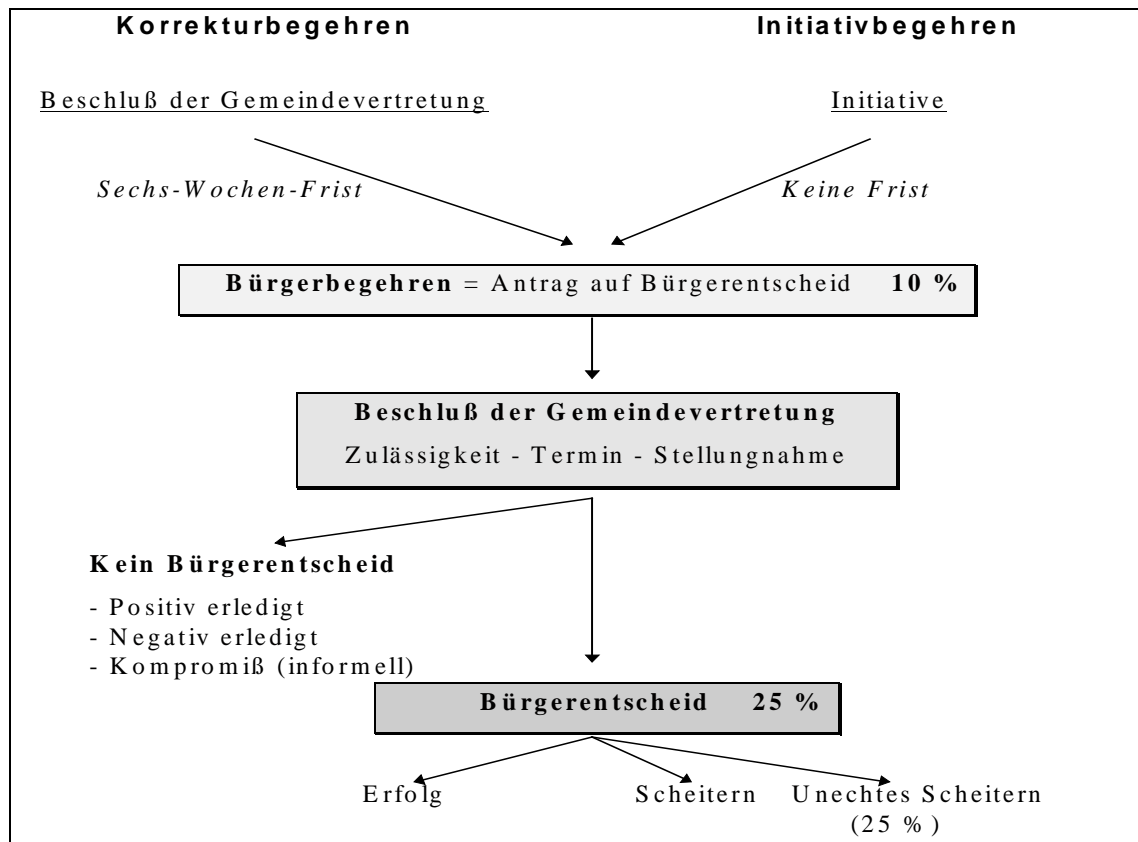 Korrekturbegehren Initiativbegehren
Beschluß der Gemeindevertretung Initiative
Sechs-Wochen-Frist Keine Frist
Bürgerbegehren = Antrag auf Bürgerentscheid 10 %
Beschluß der Gemeindevertretung
Zulässigkeit - Termin - Stellungnahme
Kein Bürgerentscheid
- Positiv erledigt
- Negativ erledigt
- Kompromiß (informell)
Bürgerentscheid 25 %
Erfolg Scheitern Unechtes Scheitern
(25 %)